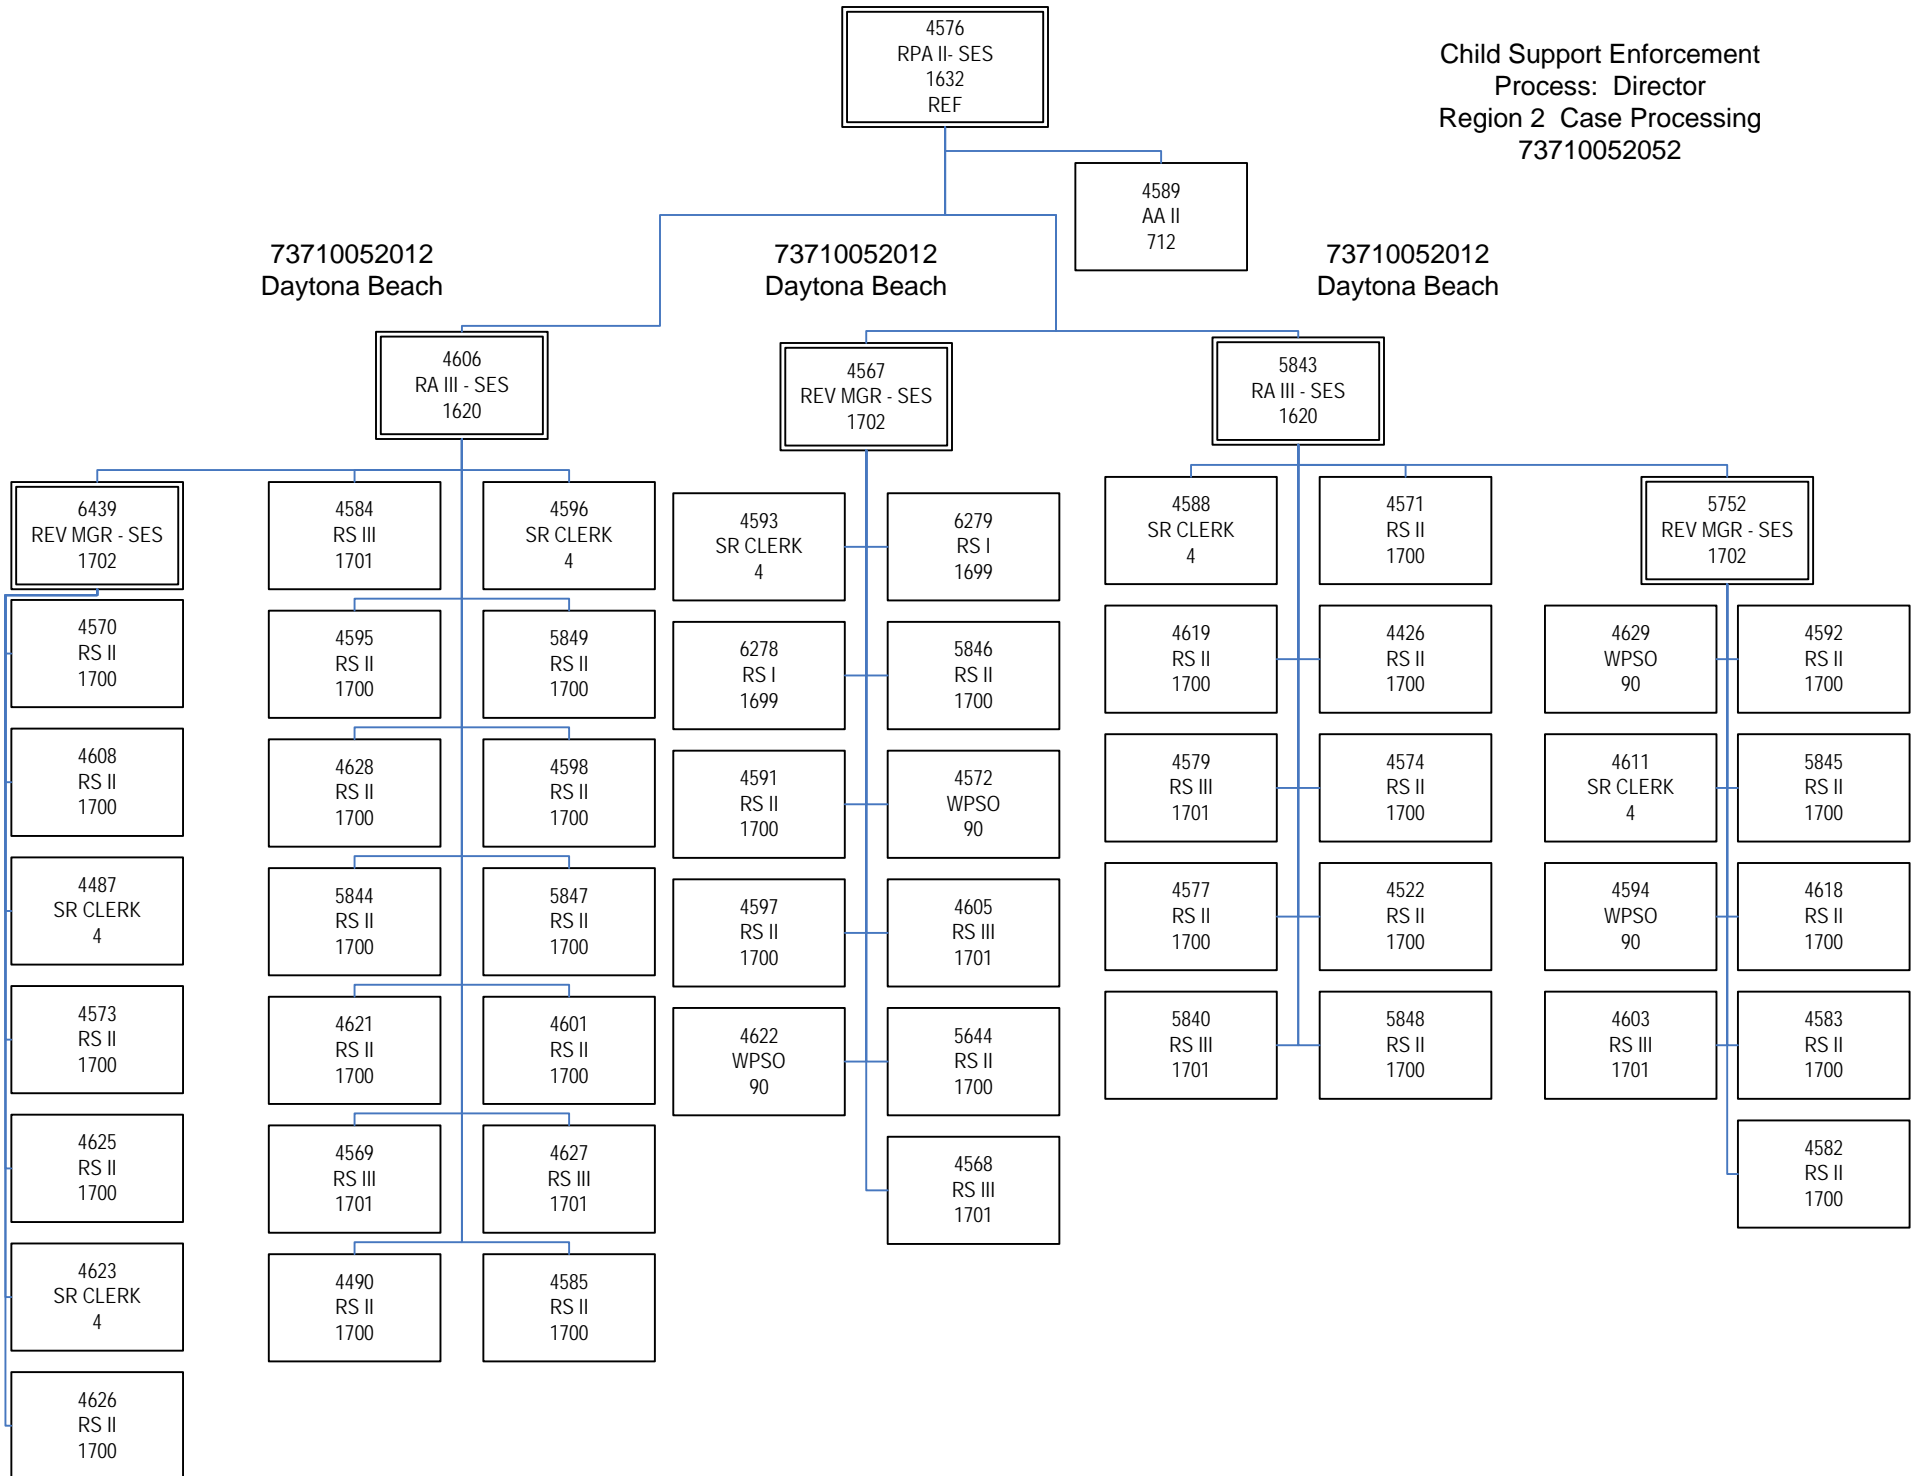 4576
RPA II- SES
1632
REF
Child Support Enforcement
Process: Director
Region 2 Case Processing
73710052052
4589
AA II
712
73710052012
Daytona Beach
73710052012
Daytona Beach
73710052012
Daytona Beach
4606
RA III - SES
1620
4567
REV MGR - SES
1702
5843
RA III - SES
1620
6439
REV MGR - SES
1702
4570
RS II
1700
4608
RS II
1700
4487
SR CLERK
4
4573
RS II
1700
4625
RS II
1700
4623
SR CLERK
4
4626
RS II
1700
4584
RS III
1701
4596
SR CLERK
4
4595
RS II
1700
5849
RS II
1700
4628
RS II
1700
4598
RS II
1700
5844
RS II
1700
5847
RS II
1700
4621
RS II
1700
4601
RS II
1700
4569
RS III
1701
4627
RS III
1701
4490
RS II
1700
4585
RS II
1700
4593
SR CLERK
4
6279
RS I
1699
6278
RS I
1699
5846
RS II
1700
4591
RS II
1700
4572
WPSO
90
4597
RS II
1700
4605
RS III
1701
4622
WPSO
90
5644
RS II
1700
4568
RS III
1701
4588
SR CLERK
4
4571
RS II
1700
4619
RS II
1700
4426
RS II
1700
4579
RS III
1701
4574
RS II
1700
4577
RS II
1700
4522
RS II
1700
5840
RS III
1701
5848
RS II
1700
5752
REV MGR - SES
1702
4629
WPSO
90
4592
RS II
1700
4611
SR CLERK
4
5845
RS II
1700
4594
WPSO
90
4618
RS II
1700
4603
RS III
1701
4583
RS II
1700
4582
RS II
1700